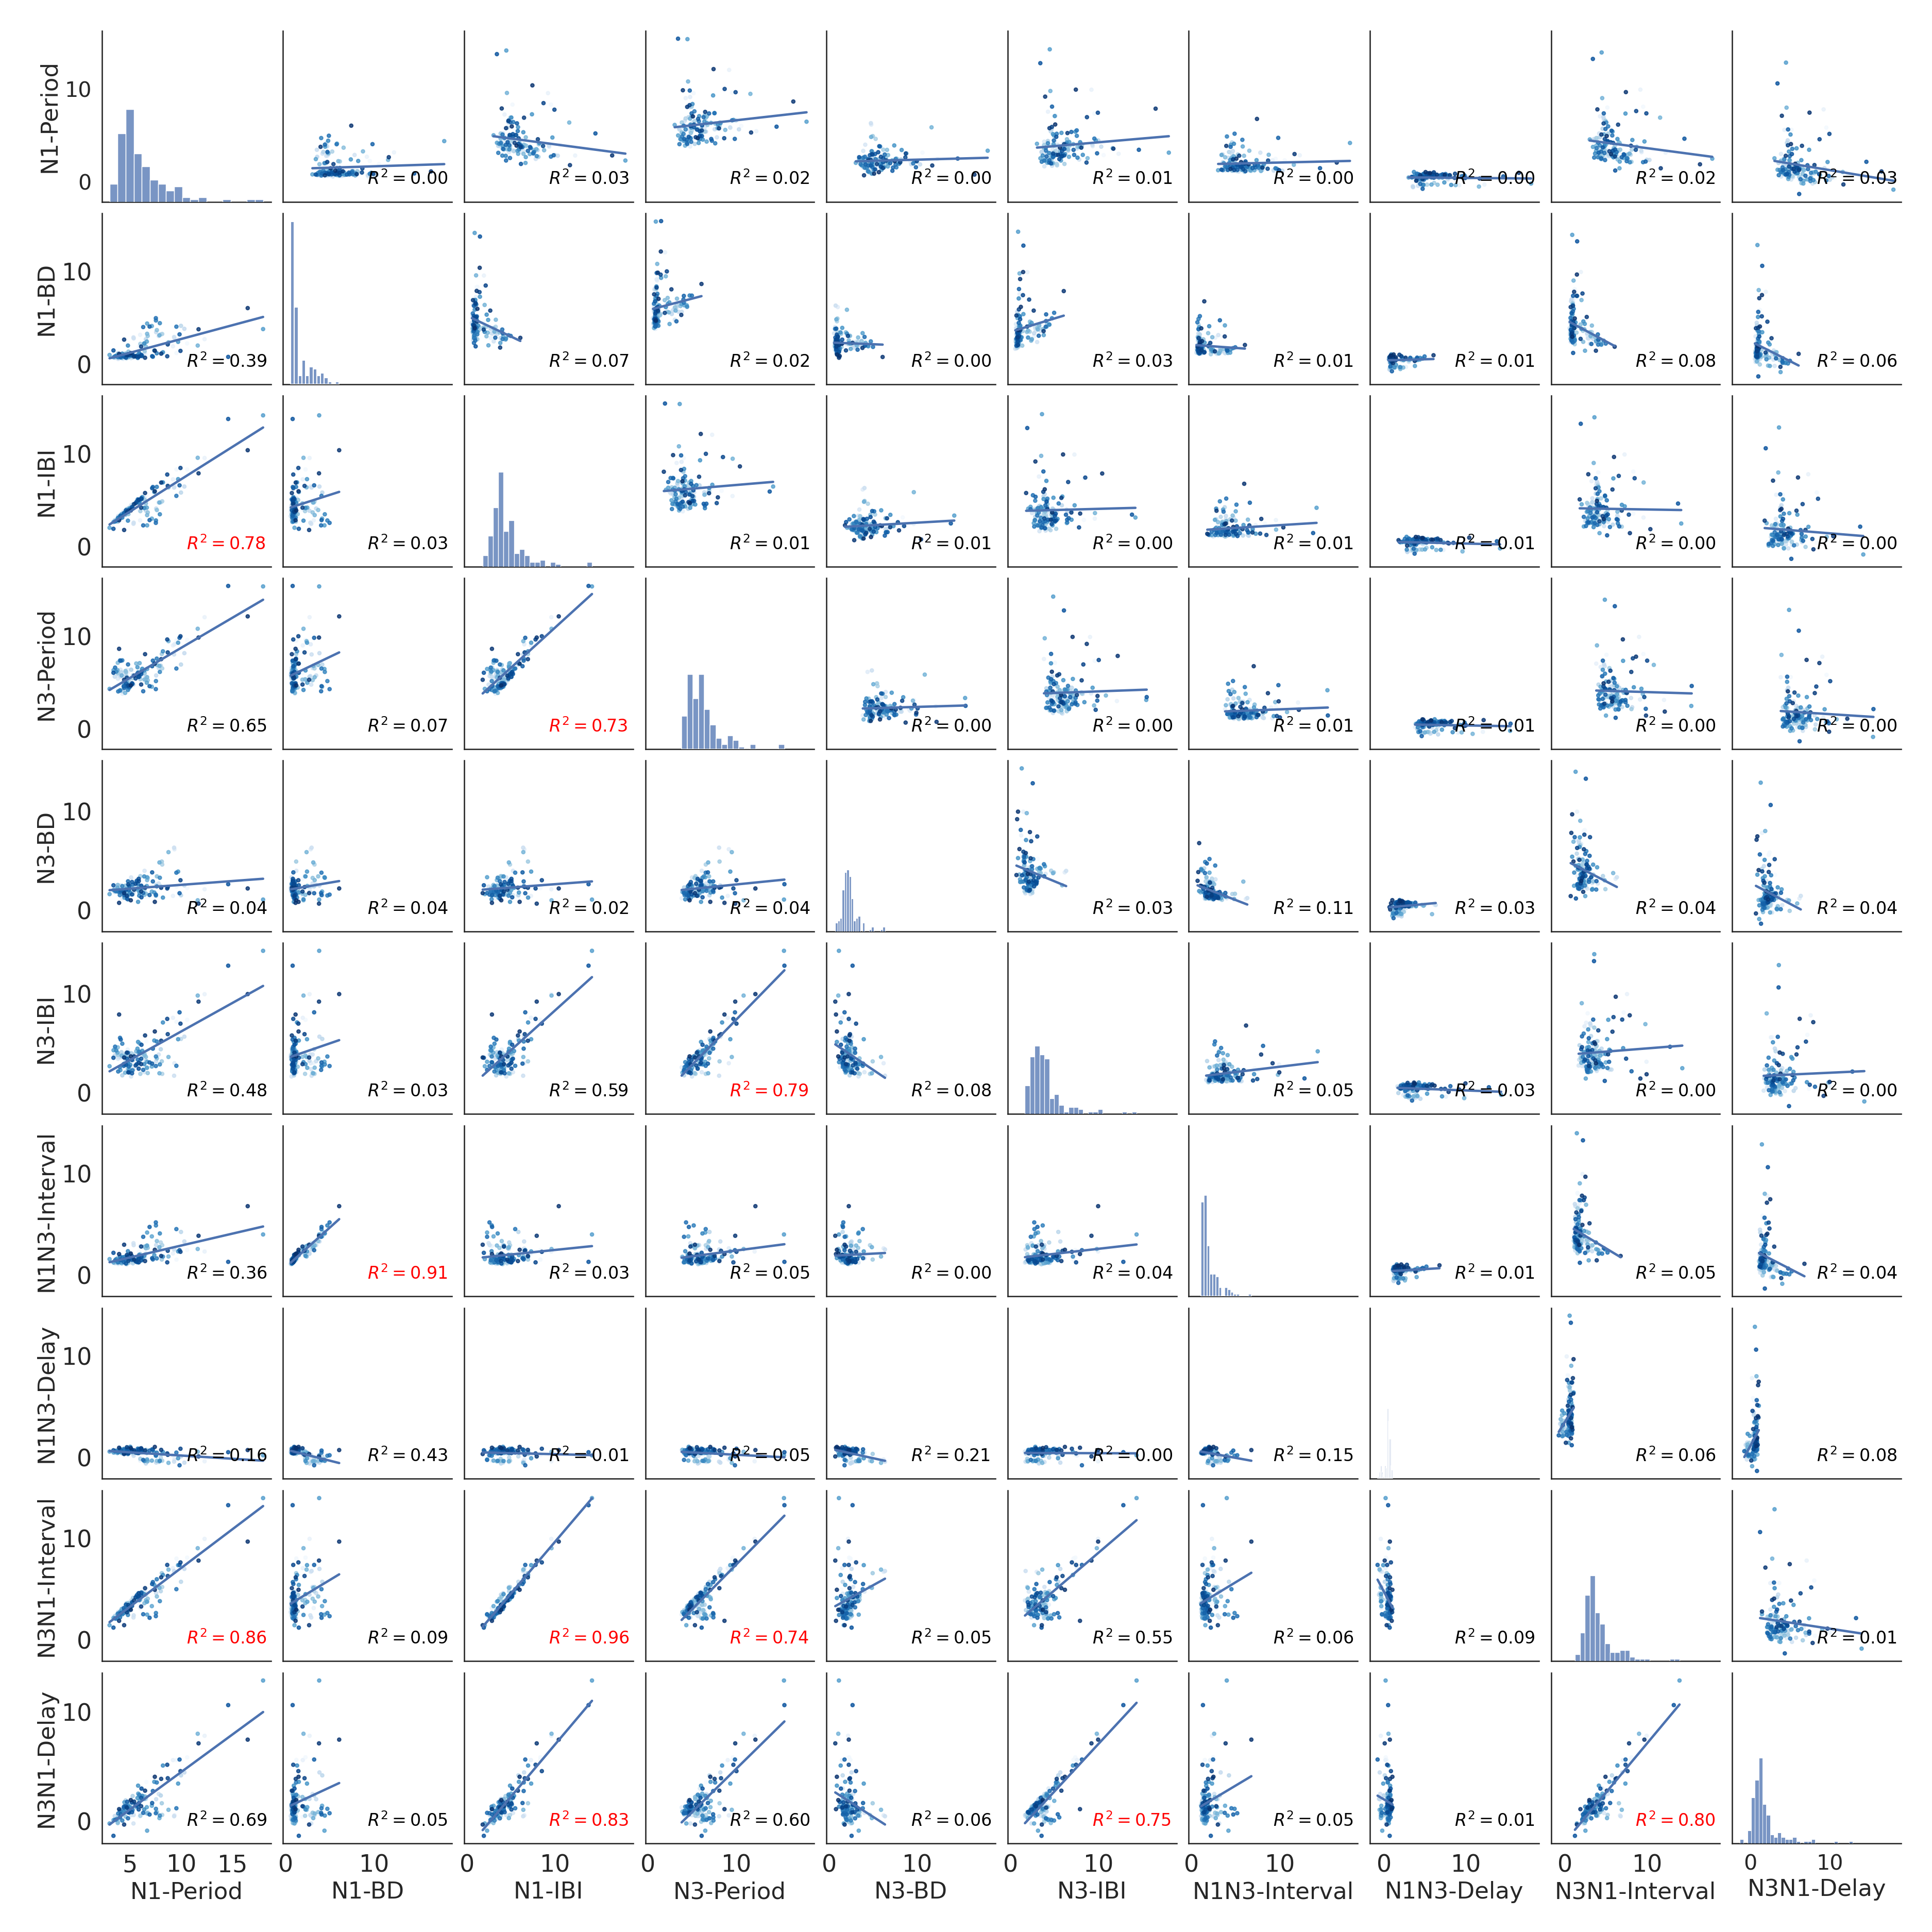 N1-Period
10
0
R² = 0.00
R² = 0.03
R² = 0.02
R² = 0.00
R² = 0.01
R² = 0.00
R² = 0.00
R² = 0.02
R² = 0.03
N1-BD
10
0
R² = 0.39
R² = 0.07
R² = 0.02
R² = 0.00
R² = 0.03
R² = 0.01
R² = 0.01
R² = 0.08
R² = 0.06
N1-IBI
10
0
R² = 0.78
R² = 0.03
R² = 0.01
R² = 0.01
R² = 0.00
R² = 0.01
R² = 0.01
R² = 0.00
R² = 0.00
N3-Period
10
0
R² = 0.65
R² = 0.07
R² = 0.73
R² = 0.00
R² = 0.00
R² = 0.01
R² = 0.01
R² = 0.00
R² = 0.00
N3-BD
10
0
R² = 0.04
R² = 0.04
R² = 0.02
R² = 0.04
R² = 0.03
R² = 0.11
R² = 0.03
R² = 0.04
R² = 0.04
N3-IBI
10
0
R² = 0.48
R² = 0.03
R² = 0.59
R² = 0.79
R² = 0.08
R² = 0.05
R² = 0.03
R² = 0.00
R² = 0.00
N1N3-Interval
10
0
R² = 0.36
R² = 0.91
R² = 0.03
R² = 0.05
R² = 0.00
R² = 0.04
R² = 0.01
R² = 0.05
R² = 0.04
N1N3-Delay
10
0
R² = 0.16
R² = 0.43
R² = 0.01
R² = 0.05
R² = 0.21
R² = 0.00
R² = 0.15
R² = 0.06
R² = 0.08
N3N1-Interval
10
0
R² = 0.86
R² = 0.09
R² = 0.96
R² = 0.74
R² = 0.05
R² = 0.55
R² = 0.06
R² = 0.09
R² = 0.01
N3N1-Delay
10
0
R² = 0.69
R² = 0.05
R² = 0.83
R² = 0.60
R² = 0.06
R² = 0.75
R² = 0.05
R² = 0.01
R² = 0.80
5 10 15
0 10
0 10
0 10
0 10
0 10
0 10
0 10
0 10
0 10
N1-Period
N1-BD
N1-IBI
N3-Period
N3-BD
N3-IBI
N1N3-Interval
N1N3-Delay
N3N1-Interval
N3N1-Delay